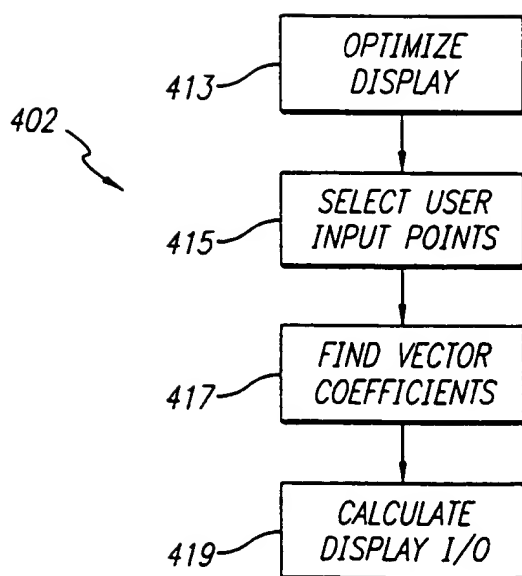 OPTIMIZE
DISPLAY
413
402
SELECT USER
INPUT POINTS
415
FIND VECTOR
COEFFICIENTS
417
CALCULATE
DISPLAY I/O
419